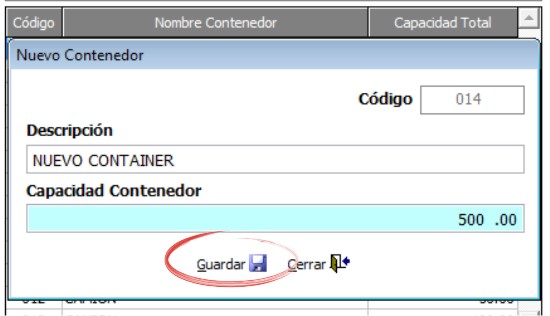 Código Nombre Contenedor Capacidad Total
Nuevo Contenedor
Código 014
Descripción
NUEVO CONTAINER
Capacidad Contenedor
500 .00
Guardar Cerrar